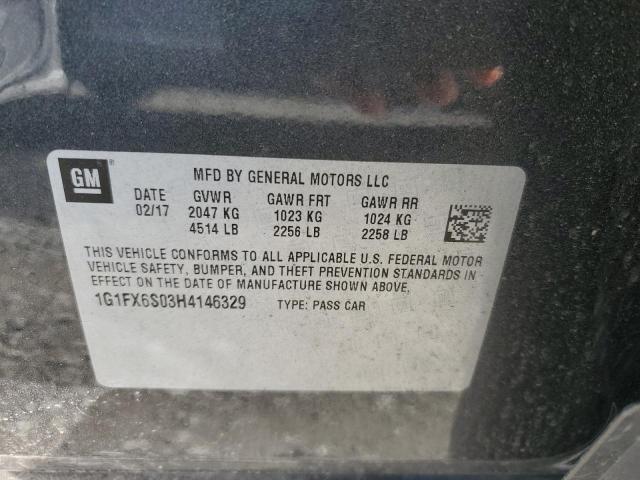 GM ®
MFD BY GENERAL MOTORS LLC
DATE GVWR GAWR FRT GAWR RR
02/17 2047 KG 1023 KG 1024 KG
4514 LB 2256 LB 2258 LB
THIS VEHICLE CONFORMS TO ALL APPLICABLE U.S. FEDERAL MOTOR
VEHICLE SAFETY, BUMPER, AND THEFT PREVENTION STANDARDS IN
EFFECT ON THE DATE OF MANUFACTURE SHOWN ABOVE.
1G1FX6S03H4146329 TYPE: PASS CAR